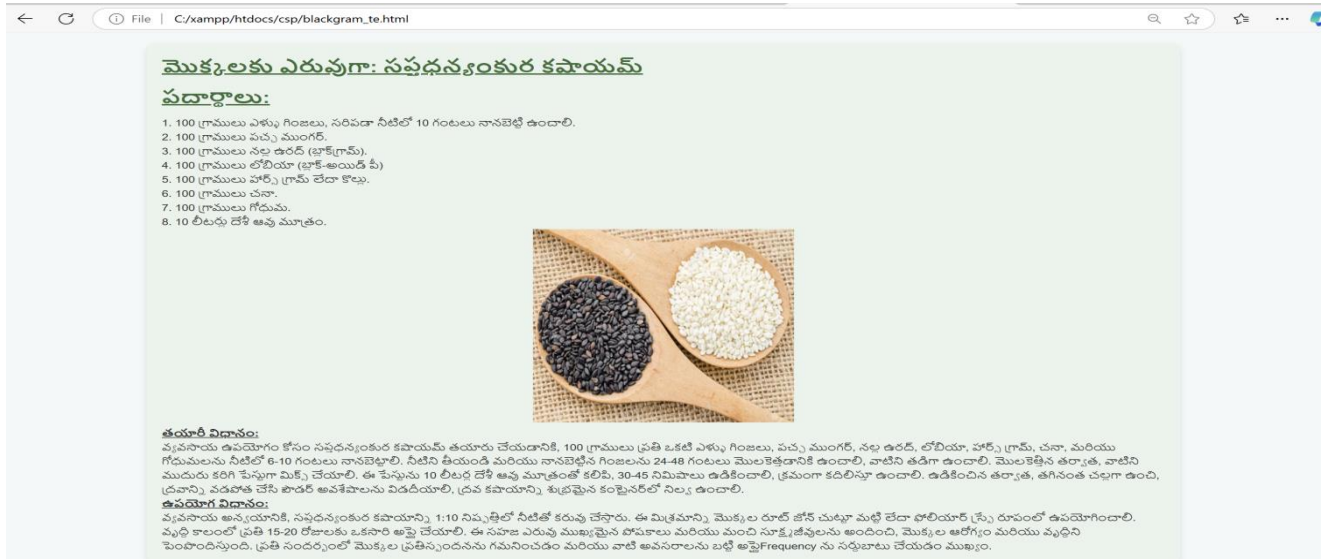 File
C:/xampp/htdocs/csp/blackgram_te.html
మొక్కలకు ఎరువుగా: సప్తధన్యంకుర కషాయమ్
పదార్థాలు:
1. 100 గ్రాములు ఎళ్ళు గింజలు, సరిపడా నీటిలో 10 గంటలు నానబెట్టి ఉంచాలి.
2. 100 గ్రాములు పచ్చ ముంగర్.
3. 100 గ్రాములు నల్ల ఉరద్ (బ్లాక్‌గ్రామ్).
4. 100 గ్రాములు లోబియా (బ్లాక్-అయిడ్ పీ)
5. 100 గ్రాములు హార్స్ గ్రామ్ లేదా కొల్లు.
6. 100 గ్రాములు చనా.
7. 100 గ్రాములు గోధుమ.
8. 10 లీటర్లు దేశీ ఆవు మూత్రం.
తయారీ విధానం:
వ్యవసాయ ఉపయోగం కోసం సప్తధన్యంకుర కషాయమ్ తయారు చేయడానికి, 100 గ్రాములు ప్రతి ఒకటి ఎళ్ళు గింజలు, పచ్చ ముంగర్, నల్ల ఉరద్, లోబియా, హార్స్ గ్రామ్, చనా, మరియు
గోధుమలను నీటిలో 6-10 గంటలు నానబెట్టాలి. నీటిని తీయండి మరియు నానబెట్టిన గింజలను 24-48 గంటలు మొలకెత్తడానికి ఉంచాలి, వాటిని తడిగా ఉంచాలి. మొలకెత్తిన తర్వాత, వాటిని
ముదురు కరిగి పేస్టుగా మిక్స్ చేయాలి. ఈ పేస్టును 10 లీటర్ల దేశీ ఆవు మూత్రంతో కలిపి, 30-45 నిమిషాలు ఉడికించాలి, క్రమంగా కదిలిస్తూ ఉంచాలి. ఉడికించిన తర్వాత, తగినంత చల్లగా ఉంచి,
ద్రవాన్ని వడపోత చేసి పౌడర్ అవశేషాలను విడదీయాలి, ద్రవ కషాయాన్ని శుభ్రమైన కంటైనర్‌లో నిల్వ ఉంచాలి.
ఉపయోగ విధానం:
వ్యవసాయ అన్వయానికి, సప్తధన్యంకుర కషాయాన్ని 1:10 నిష్పత్తిలో నీటితో కరువు చేస్తారు. ఈ మిశ్రమాన్ని మొక్కల రూట్ జోన్ చుట్టూ మట్టి లేదా ఫోలియార్ స్ప్రే రూపంలో ఉపయోగించాలి.
వృద్ధి కాలంలో ప్రతి 15-20 రోజులకు ఒకసారి అప్లై చేయాలి. ఈ సహజ ఎరువు ముఖ్యమైన పోషకాలు మరియు మంచి సూక్ష్మజీవులను అందించి, మొక్కల ఆరోగ్యం మరియు వృద్ధిని
పెంపొందిస్తుంది. ప్రతి సందర్భంలో మొక్కల ప్రతిస్పందనను గమనించడం మరియు వాటి అవసరాలను బట్టి అప్లైFrequency ను సర్దుబాటు చేయడం ముఖ్యం.